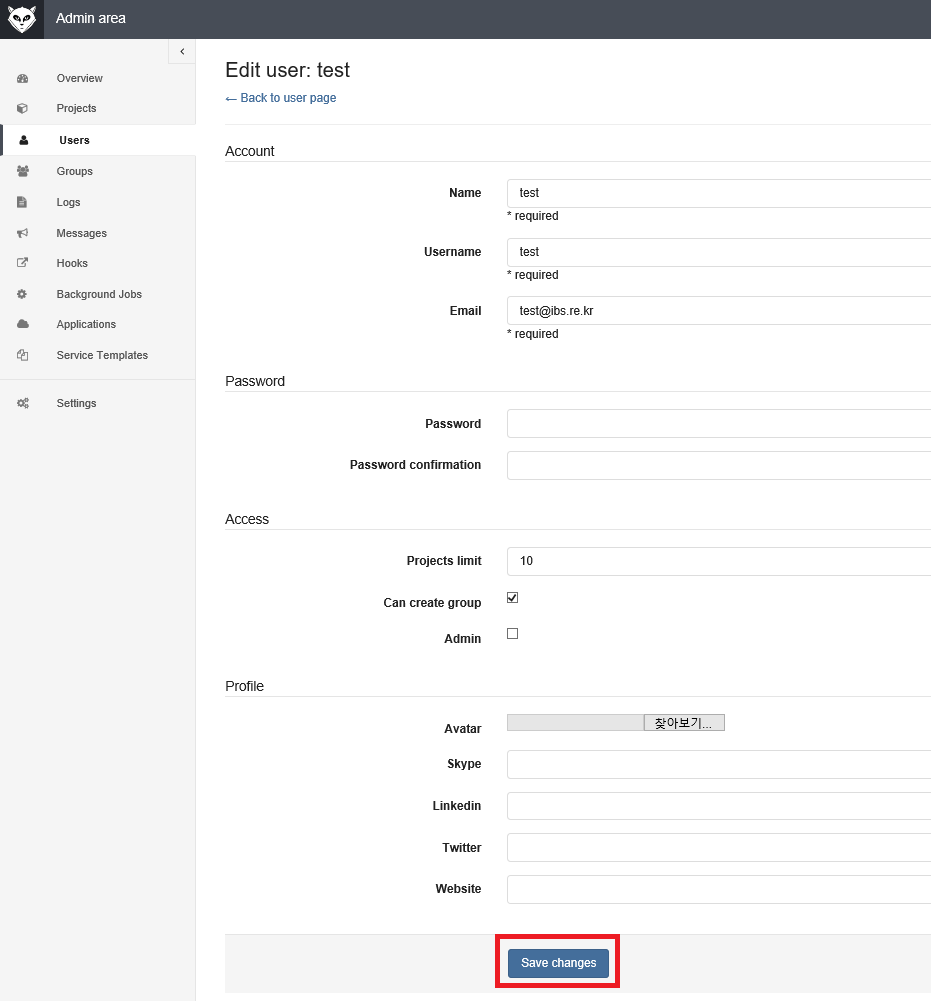 Admin area
Overview
Projects
Users
Groups
Logs
Messages
Hooks
Background Jobs
Applications
Service Templates
Settings
Edit user: test
← Back to user page
Account
Name
test
* required
Username
test
* required
Email
test@ibs.re.kr
* required
Password
Password
Password confirmation
Access
Projects limit
10
Can create group
Admin
Profile
Avatar
찾아보기...
Skype
Linkedin
Twitter
Website
Save changes